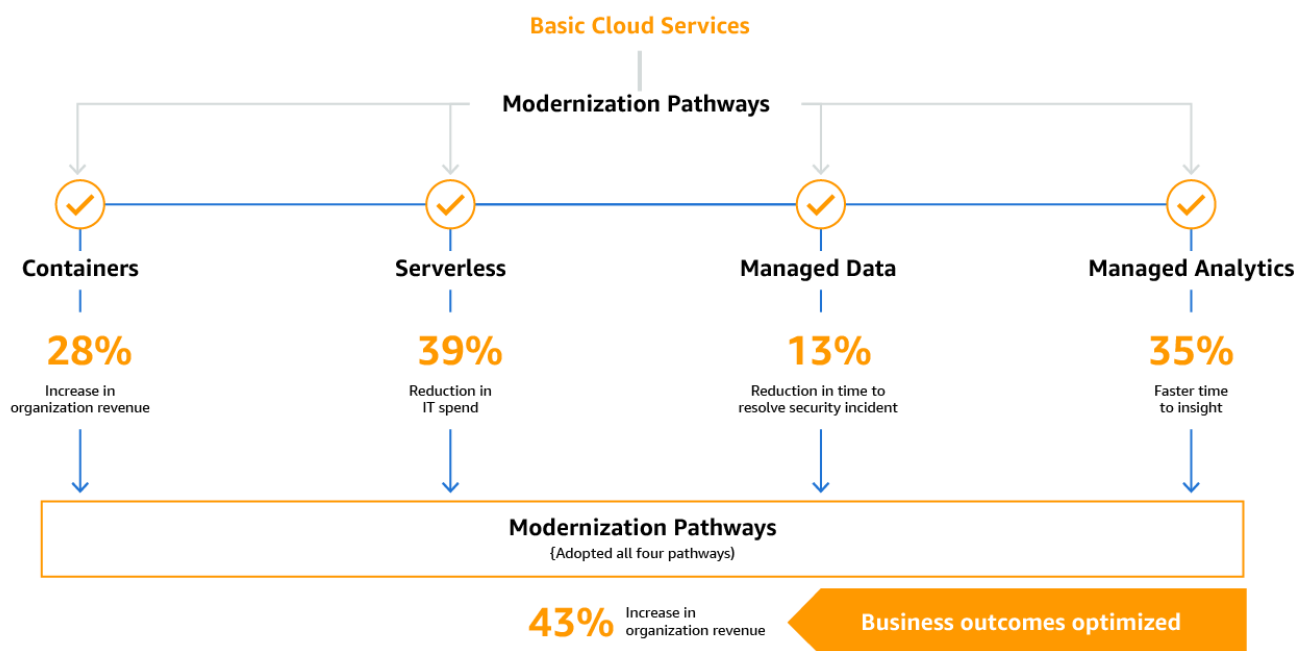 Basic Cloud Services
Modernization Pathways
Containers
Serverless
Managed Data
Managed Analytics
28%
39%
13%
35%
Increase in
organization revenue
Reduction in
IT spend
Reduction in time to
resolve security incident
Faster time
to insight
Modernization Pathways
{Adopted all four pathways)
43%
Increase in
organization revenue
Business outcomes optimized